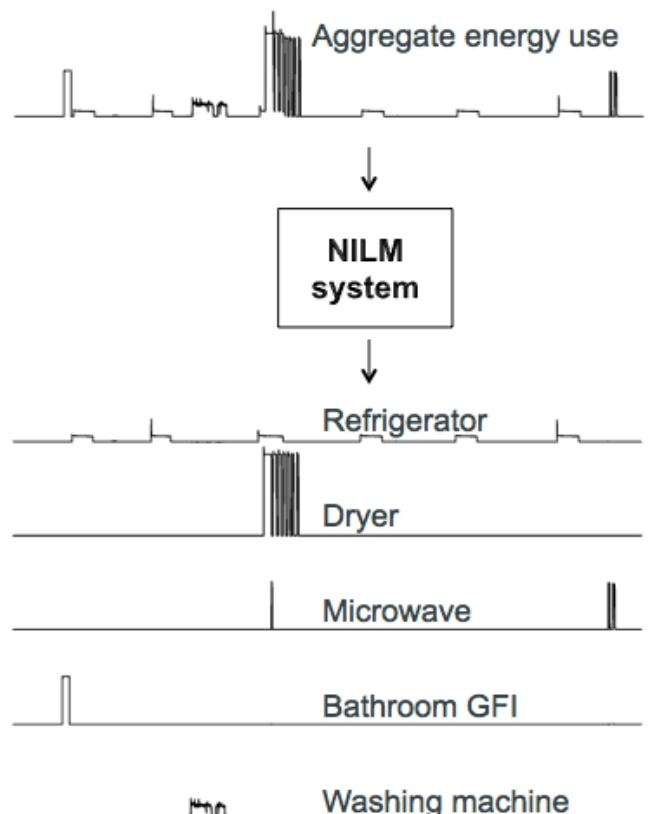 Aggregate energy use
NILM
system
Refrigerator
Dryer
Microwave
Bathroom GFI
Washing machine